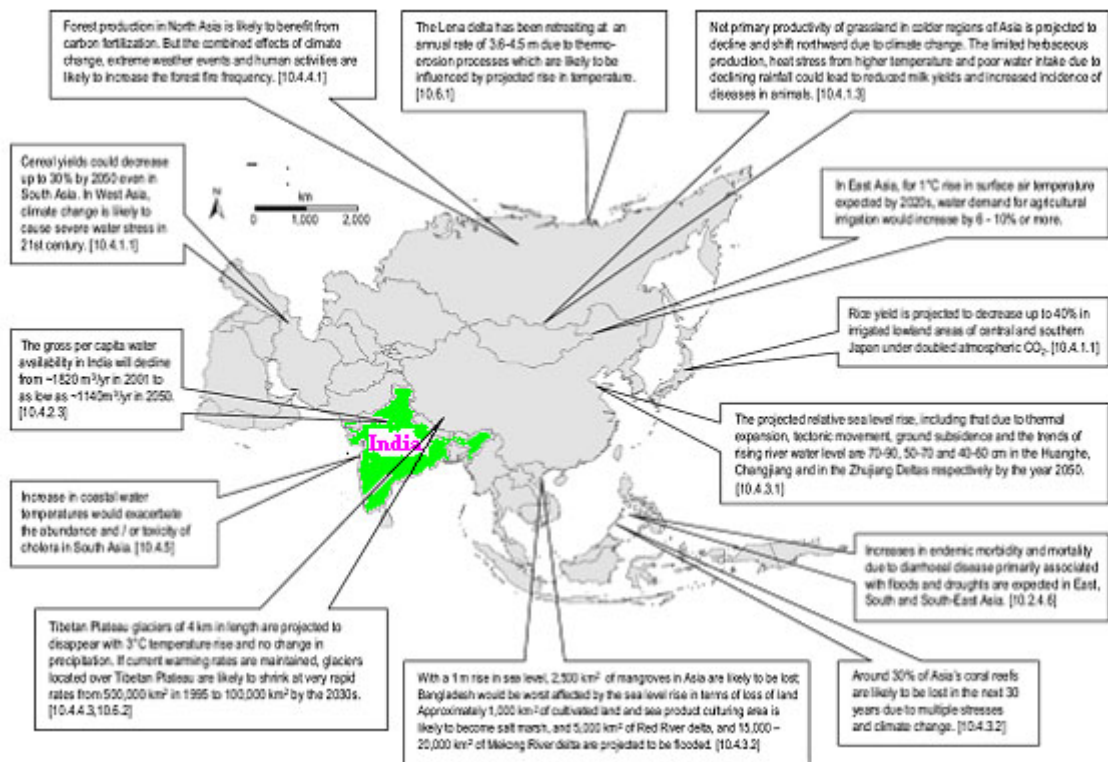 Forest production in North Asia is likely to benefit from
carbon fertilization. But the combined effects of climate
change, extreme weather events and human activities are
likely to increase the forest fire frequency. [10.4.4.1]
The Lena delta has been retreating at an
annual rate of 3.6-4.5 m due to thermo-
erosion processes which are likely to be
influenced by projected rise in temperature.
[10.6.1]
Net primary productivity of grassland in colder regions of Asia is projected to
decline and shift northward due to climate change. The limited herbaceous
production, heat stress from higher temperature and poor water intake due to
declining rainfall could lead to reduced milk yields and increased incidence of
diseases in animals. [10.4.1.3]
Cereal yields could decrease
up to 30% by 2050 even in
South Asia. In West Asia,
climate change is likely to
cause severe water stress in
21st century. [10.4.1.1]
N
km
0 1,000 2,000
In East Asia, for 1°C rise in surface air temperature
expected by 2020s, water demand for agricultural
irrigation would increase by 6 - 10% or more.
The gross per capita water
availability in India will decline
from ~1820 m³/yr in 2001 to
as low as ~1140m³/yr in 2050.
[10.4.2.3]
Rice yield is projected to decrease up to 40% in
irrigated lowland areas of central and southern
Japan under doubled atmospheric CO₂. [10.4.1.1]
India
The projected relative sea level rise, including that due to thermal
expansion, tectonic movement, ground subsidence and the trends of
rising river water level are 70-90, 50-70 and 40-60 cm in the Huanghe,
Changjiang and in the Zhujiang Deltas respectively by the year 2050.
[10.4.3.1]
Increase in coastal water
temperatures would exacerbate
the abundance and / or toxicity of
cholera in South Asia. [10.4.5]
Increases in endemic morbidity and mortality
due to diarrhoeal disease primarily associated
with floods and droughts are expected in East,
South and South-East Asia. [10.2.4.6]
Tibetan Plateau glaciers of 4 km in length are projected to
disappear with 3°C temperature rise and no change in
precipitation. If current warming rates are maintained, glaciers
located over Tibetan Plateau are likely to shrink at very rapid
rates from 500,000 km² in 1995 to 100,000 km² by the 2030s.
[10.4.4.3,10.6.2]
With a 1m rise in sea level, 2,500 km² of mangroves in Asia are likely to be lost;
Bangladesh would be worst affected by the sea level rise in terms of loss of land
Approximately 1,000 km² of cultivated land and sea product culturing area is
likely to become salt marsh, and 5,000 km² of Red River delta, and 15,000 –
20,000 km² of Mekong River delta are projected to be flooded. [10.4.3.2]
Around 30% of Asia's coral reefs
are likely to be lost in the next 30
years due to multiple stresses
and climate change. [10.4.3.2]